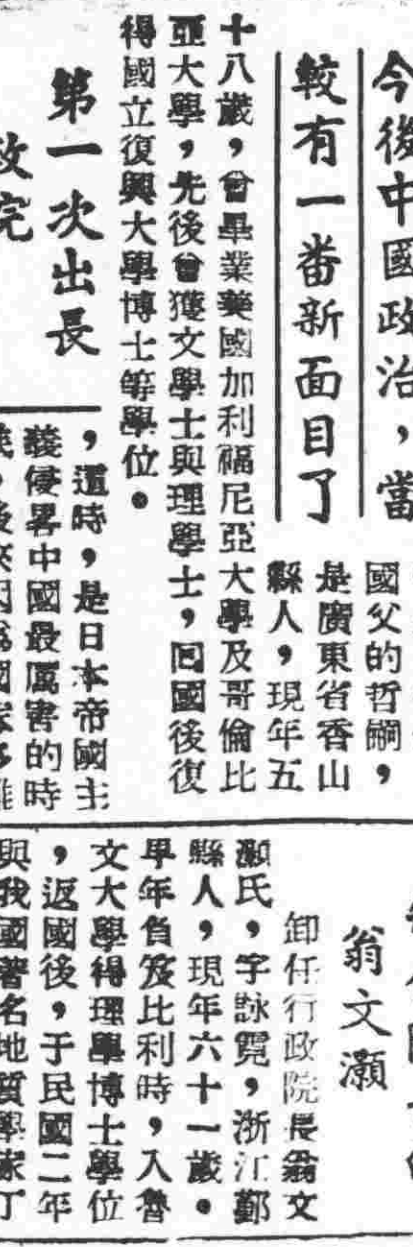 今後中國政治，當
較有一番新面目了
國父的哲嗣，
是廣東省香山
縣人，現年五
十八歲，曾畢業美國加利福尼亞大學及哥倫比
亞大學，先後曾獲文學士與理學士，回國後復
得國立復興大學博士等學位。
第一次出長
政院
，這時，是日本帝國主
義侵畧中國最厲害的時
翁文灝
卸任行政院長翁文
灝氏，字詠霓，浙江鄞
縣人，現年六十一歲。
早年負笈比利時，入魯
文大學得理學博士學位
，返國後，于民國二年
與我國著名地質學家丁